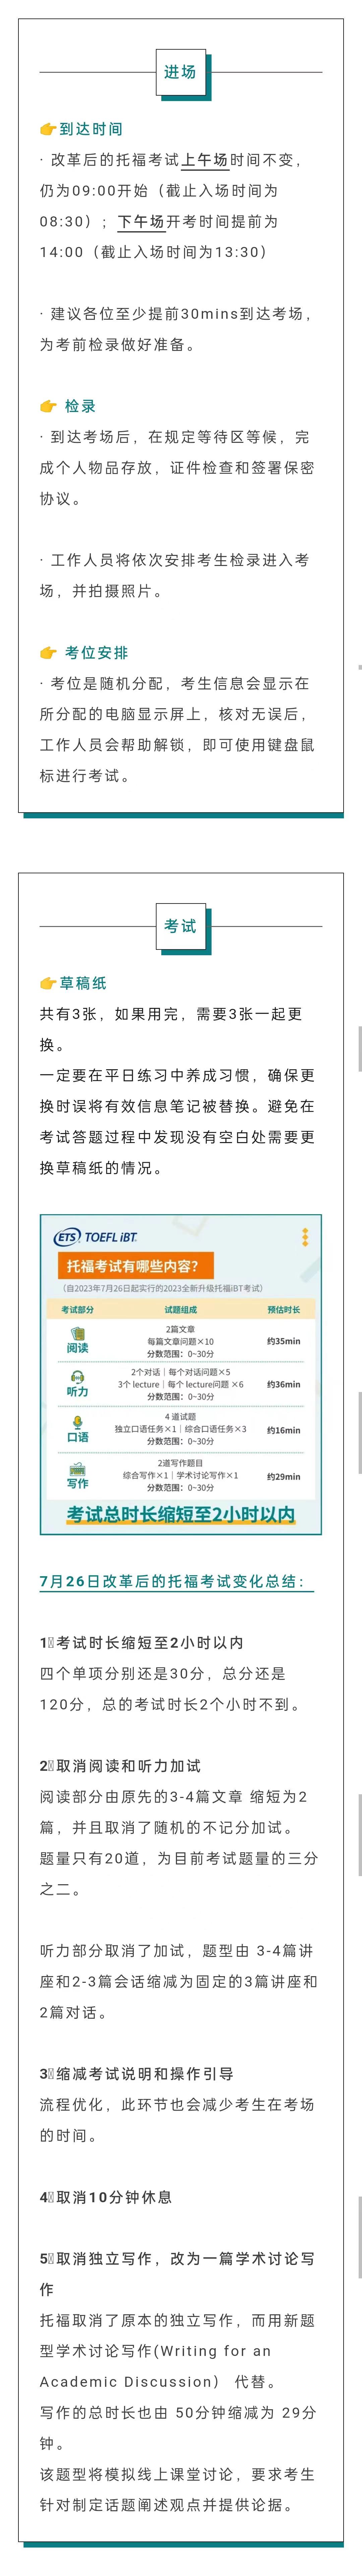 进场
👉到达时间
· 改革后的托福考试上午场时间不变，
仍为09:00开始（截止入场时间为
08:30）；下午场开考时间提前为
14:00（截止入场时间为13:30）
· 建议各位至少提前30mins到达考场，
为考前检录做好准备。
👉 检录
· 到达考场后，在规定等待区等候，完
成个人物品存放，证件检查和签署保密
协议。
· 工作人员将依次安排考生检录进入考
场，并拍摄照片。
👉 考位安排
· 考位是随机分配，考生信息会显示在
所分配的电脑显示屏上，核对无误后，
工作人员会帮助解锁，即可使用键盘鼠
标进行考试。
考试
👉草稿纸
共有3张，如果用完，需要3张一起更
换。
一定要在平日练习中养成习惯，确保更
换时误将有效信息笔记被替换。避免在
考试答题过程中发现没有空白处需要更
换草稿纸的情况。
ETS TOEFL iBT.
托福考试有哪些内容？
（自2023年7月26日起实行的2023全新升级托福iBT考试）
考试部分 试题组成 预估时长
2篇文章
阅读 每篇文章问题×10 约35min
分数范围：0~30分
2个对话｜每个对话问题×5
听力 3个 lecture｜每个 lecture问题 ×6 约36min
分数范围：0~30分
4 道试题
口语 独立口语任务×1｜综合口语任务×3 约16min
分数范围：0~30分
2道写作题目
写作 综合写作×1｜学术讨论写作×1 约29min
分数范围：0~30分
考试总时长缩短至2小时以内
7月26日改革后的托福考试变化总结：
1考试时长缩短至2小时以内
四个单项分别还是30分，总分还是
120分，总的考试时长2个小时不到。
2取消阅读和听力加试
阅读部分由原先的3-4篇文章 缩短为2
篇，并且取消了随机的不记分加试。
题量只有20道，为目前考试题量的三分
之二。
听力部分取消了加试，题型由 3-4篇讲
座和2-3篇会话缩减为固定的3篇讲座和
2篇对话。
3缩减考试说明和操作引导
流程优化，此环节也会减少考生在考场
的时间。
4取消10分钟休息
5取消独立写作，改为一篇学术讨论写
作
托福取消了原本的独立写作，而用新题
型学术讨论写作(Writing for an
Academic Discussion） 代替。
写作的总时长也由 50分钟缩减为 29分
钟。
该题型将模拟线上课堂讨论，要求考生
针对制定话题阐述观点并提供论据。